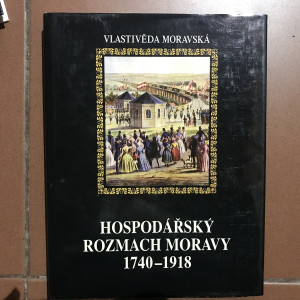 VLASTIVĚDA MORAVSKÁ
HOSPODÁŘSKÝ
ROZMACH MORAVY
1740–1918